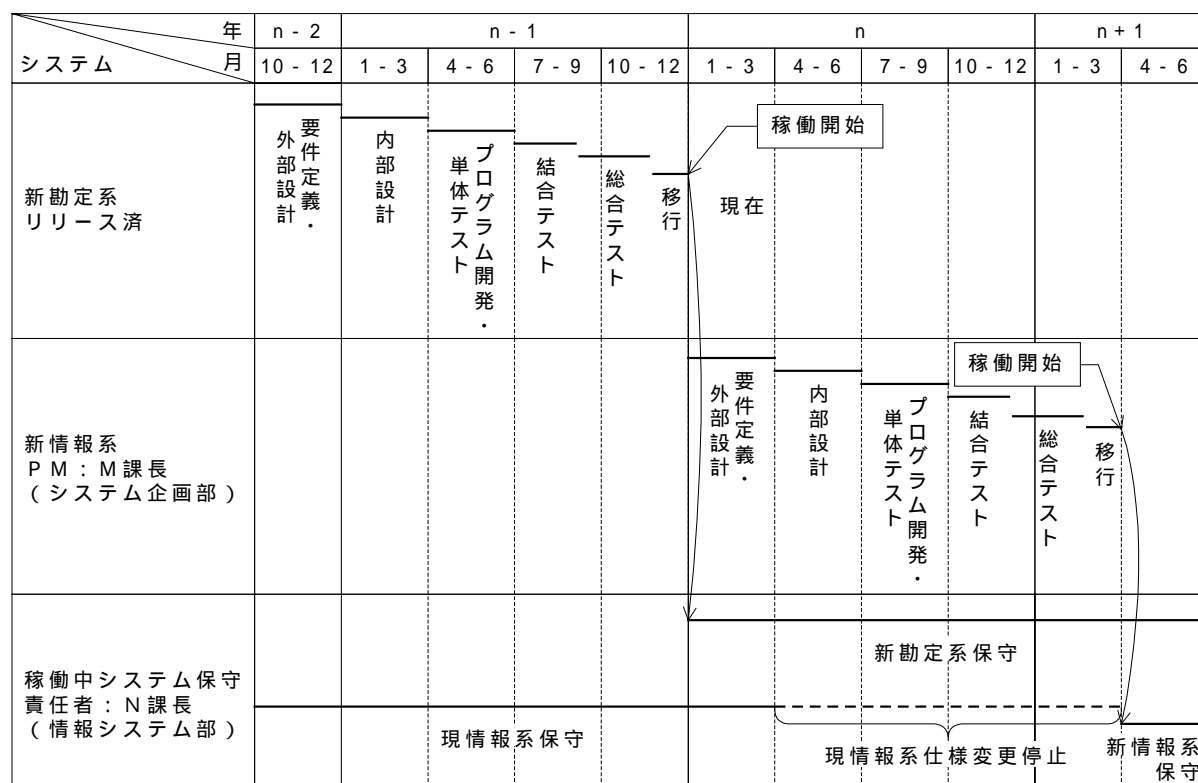 年 n-2 n-1 n n+1
システム 月 10-12 1-3 4-6 7-9 10-12 1-3 4-6 7-9 10-12 1-3 4-6
新勘定系
リリース済
要件定義・
外部設計
内部設計
プログラム開発・
単体テスト
結合テスト
総合テスト
移行
稼働開始
現在
新情報系
PM:M課長
(システム企画部)
要件定義・
外部設計
内部設計
プログラム開発・
単体テスト
結合テスト
総合テスト
移行
稼働開始
稼働中システム保守
責任者:N課長
(情報システム部)
新勘定系保守
現情報系保守
現情報系仕様変更停止
新情報系
保守